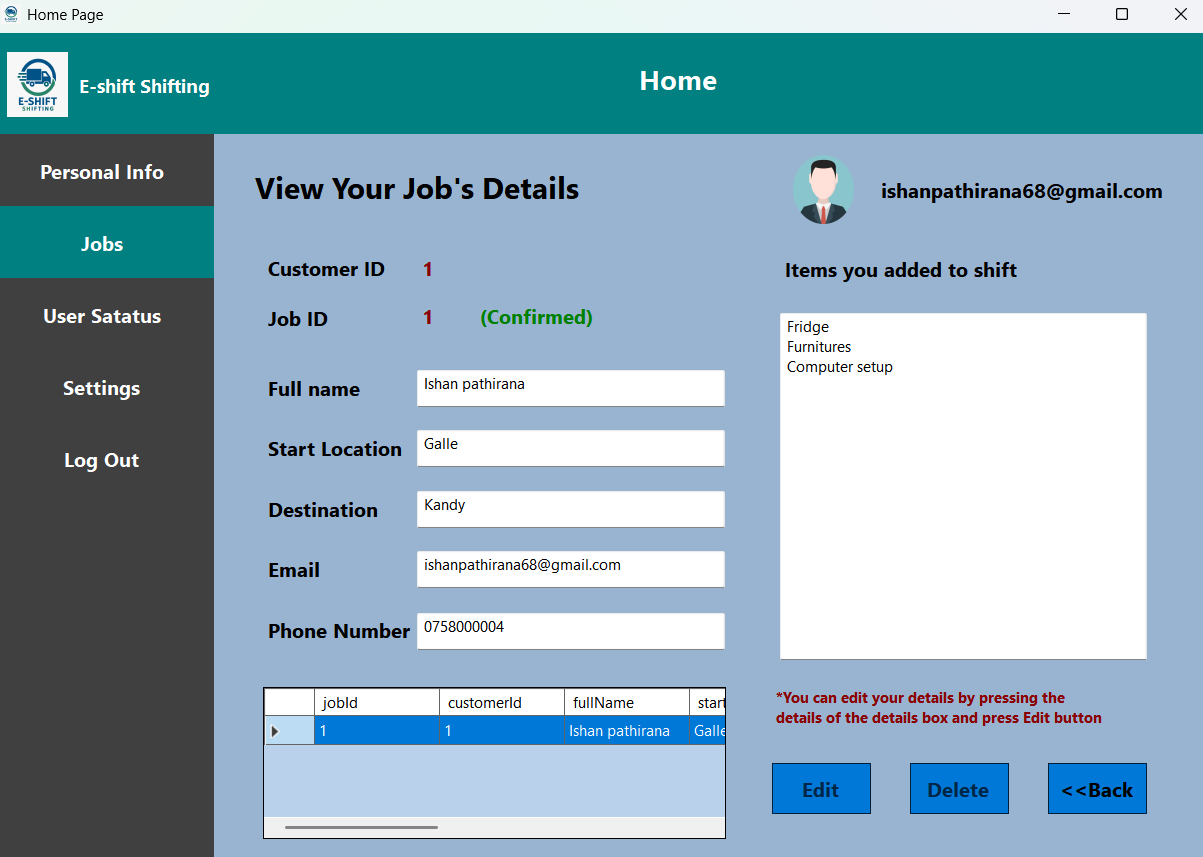 Home Page
E-SHIFT
SHIFTING
E-shift Shifting
Home
Personal Info
Jobs
User Satatus
Settings
Log Out
View Your Job's Details
ishanpathirana68@gmail.com
Customer ID 1
Job ID 1 (Confirmed)
Full name Ishan pathirana
Start Location Galle
Destination Kandy
Email ishanpathirana68@gmail.com
Phone Number 0758000004
jobId customerId fullName start
1 1 Ishan pathirana Galle
Items you added to shift
Fridge
Furnitures
Computer setup
*You can edit your details by pressing the
details of the details box and press Edit button
Edit Delete <<Back